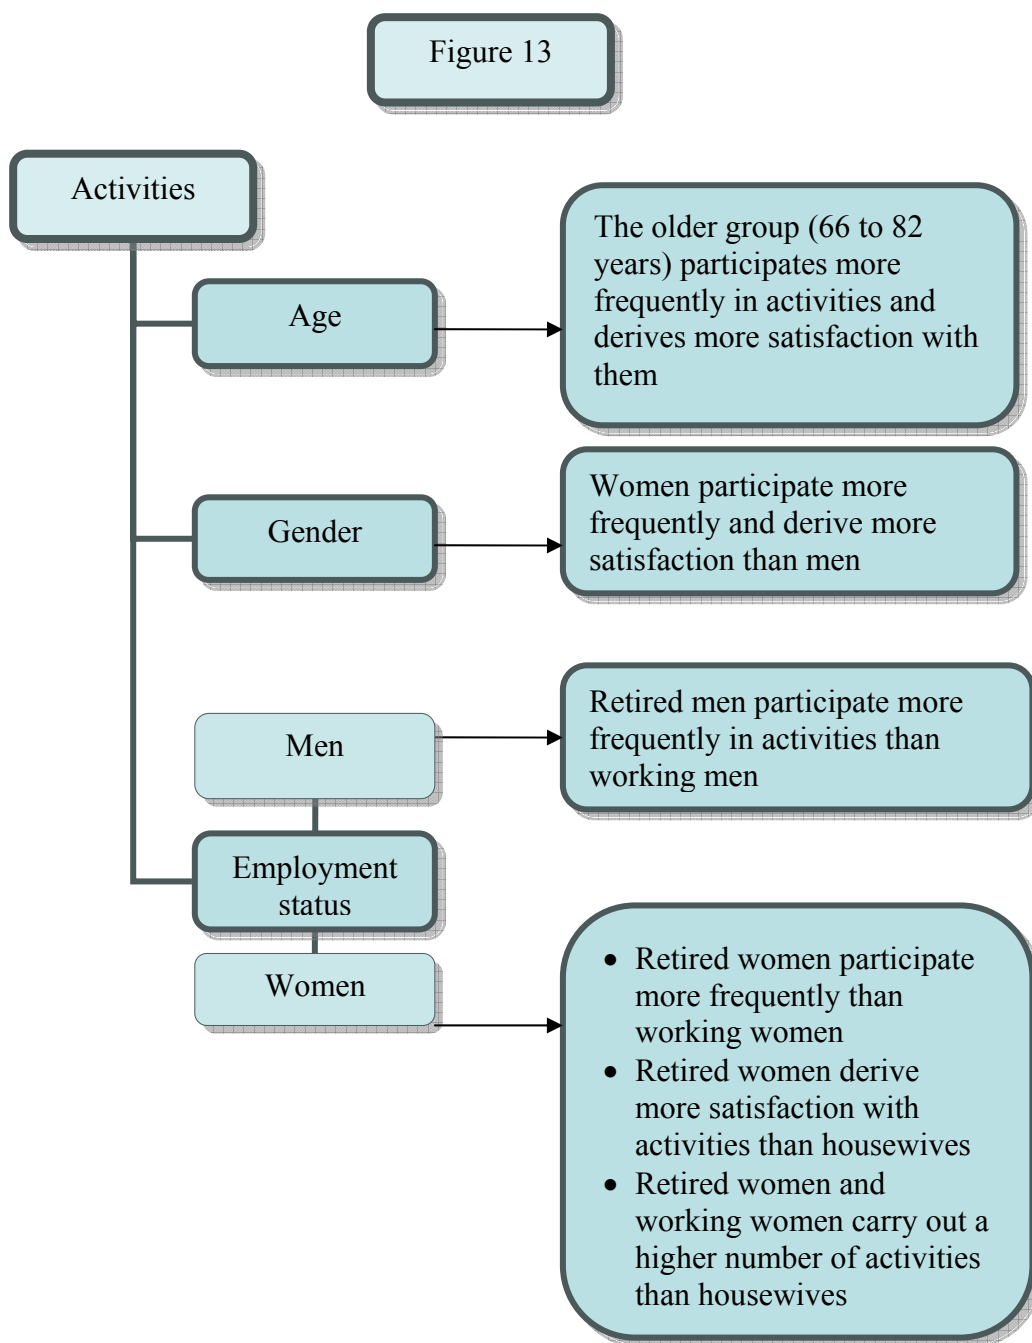 Figure 13
Activities
Age
The older group (66 to 82
years) participates more
frequently in activities and
derives more satisfaction with
them
Gender
Women participate more
frequently and derive more
satisfaction than men
Men
Retired men participate more
frequently in activities than
working men
Employment
status
Women
• Retired women participate
more frequently than
working women
• Retired women derive
more satisfaction with
activities than housewives
• Retired women and
working women carry out a
higher number of activities
than housewives